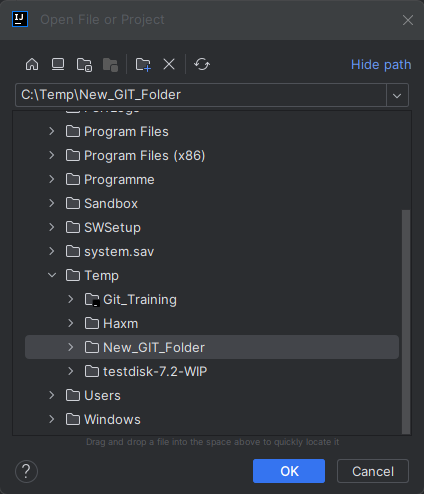 Open File or Project
Hide path
C:\Temp\New_GIT_Folder
Program Files
Program Files (x86)
Programme
Sandbox
SWSetup
system.sav
Temp
Git_Training
Haxm
New_GIT_Folder
testdisk-7.2-WIP
Users
Windows
Drag and drop a file into the space above to quickly locate it
?
OK
Cancel